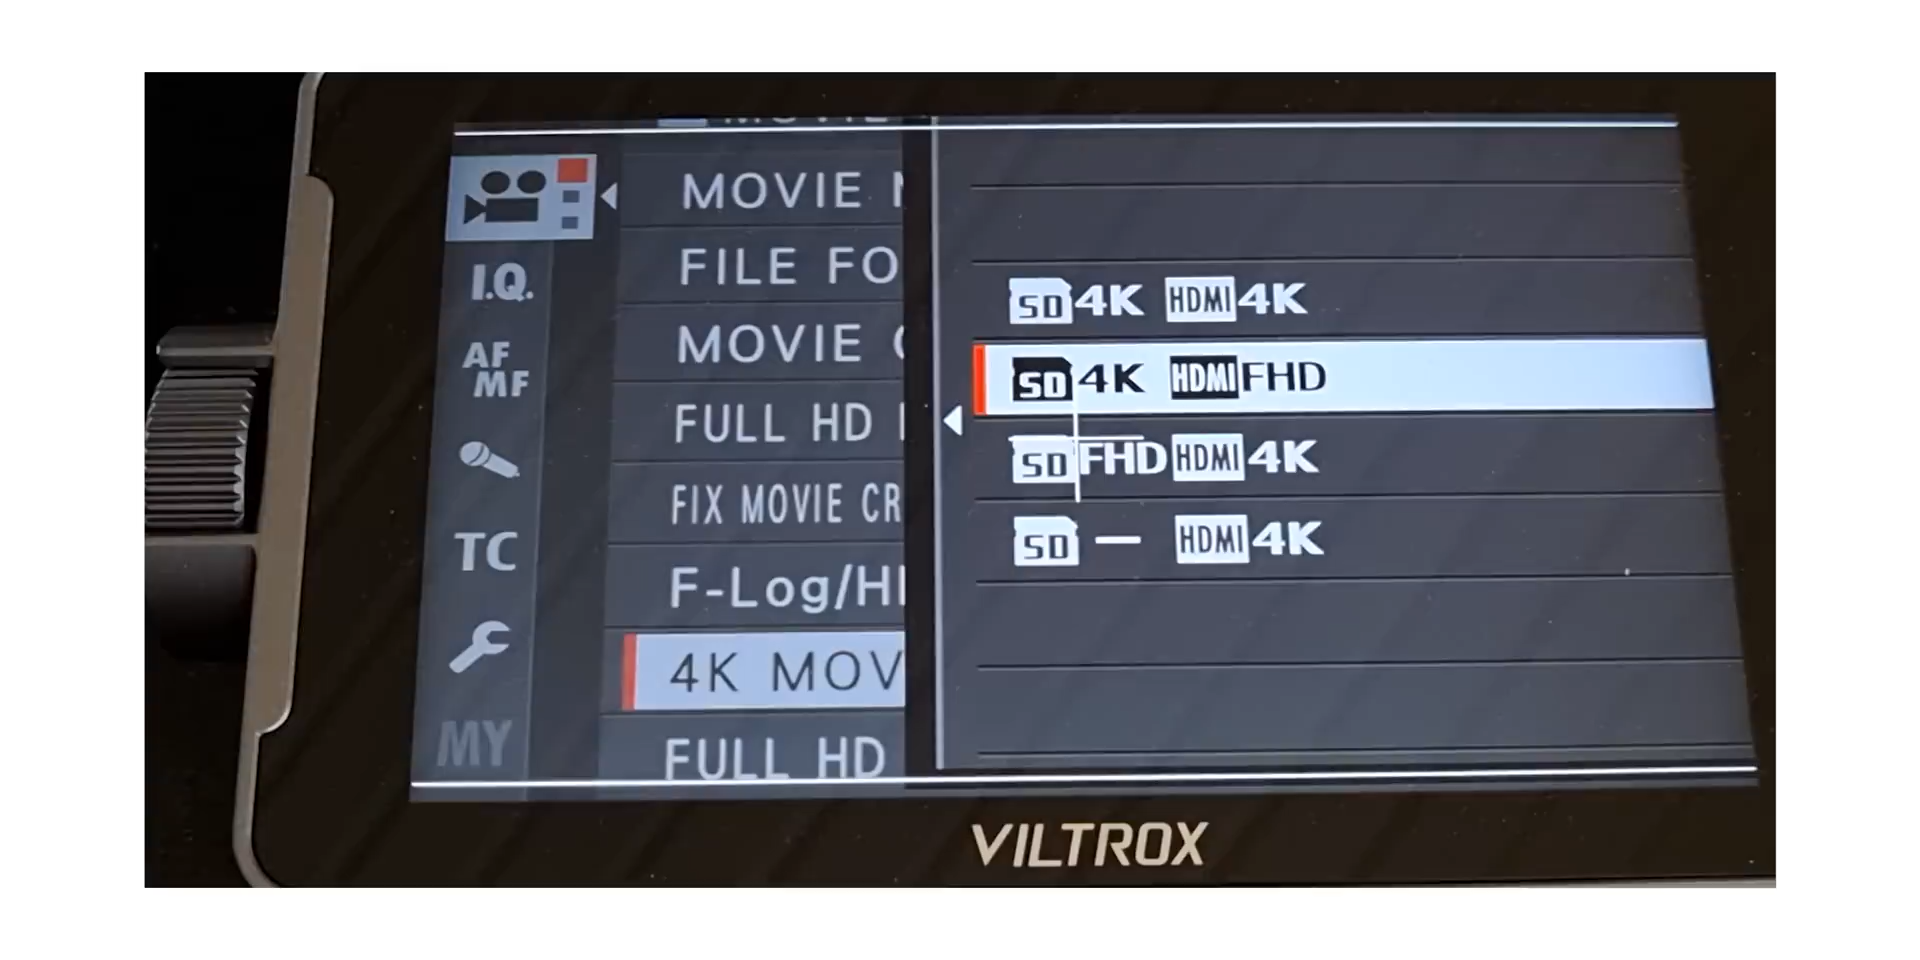 MOVIE
MOVIE
FILE FO
MOVIE
FULL HD
FIX MOVIE CR
F-Log/H
4K MOV
FULL HD
I.Q.
AF
MF
TC
MY
SD 4K HDMI 4K
SD 4K HDMI FHD
SD FHD HDMI 4K
SD — HDMI 4K
VILTROX